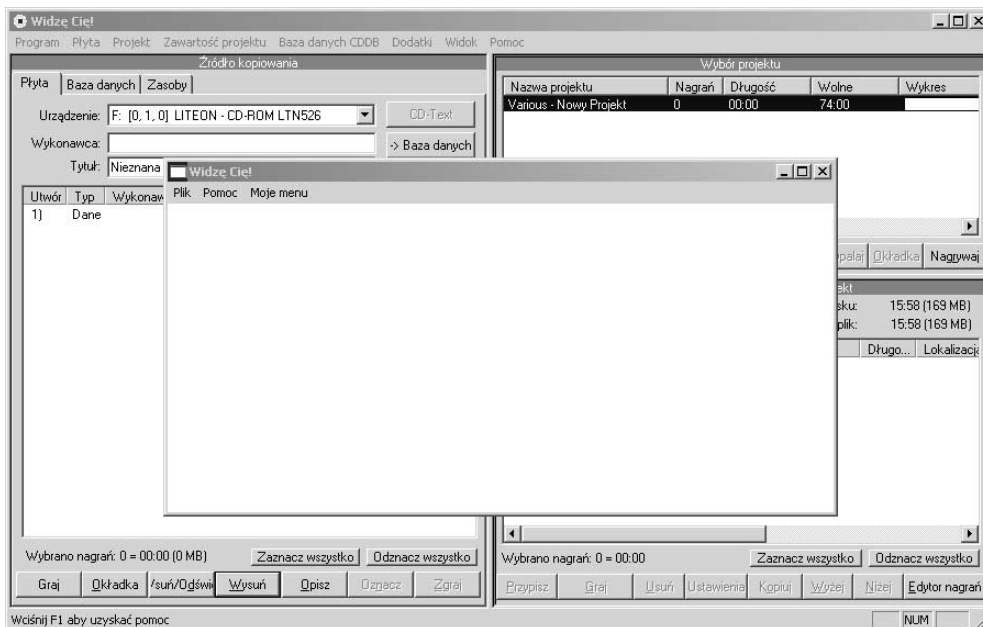 Widzę Cię!
Program Płyta Projekt Zawartość projektu Baza danych CDDB Dodatki Widok Pomoc
Źródło kopiowania
Płyta Baza danych Zasoby
Urządzenie: F: [0, 1, 0] LITEON - CD-ROM LTN526 CD-Text
Wykonawca: -> Baza danych
Tytuł: Nieznana
Utwór Typ Wykonaw
1) Dane
Wybrano nagrań: 0 = 00:00 (0 MB) Zaznacz wszystko Odznacz wszystko
Graj Okładka /suń/Odświ Wysuń Opisz Oznacz Zgraj
Wybór projektu
Nazwa projektu Nagrań Długość Wolne Wykres
Various - Nowy Projekt 0 00:00 74:00
Widzę Cię!
Plik Pomoc Moje menu
palaj Okładka Nagrywaj
ekt
sku: 15:58 (169 MB)
plik: 15:58 (169 MB)
Długo... Lokalizacja
Wybrano nagrań: 0 = 00:00 Zaznacz wszystko Odznacz wszystko
Przypisz Graj Usuń Ustawienia Kopiuj Wyżej Niżej Edytor nagrań
Wciśnij F1 aby uzyskać pomoc NUM